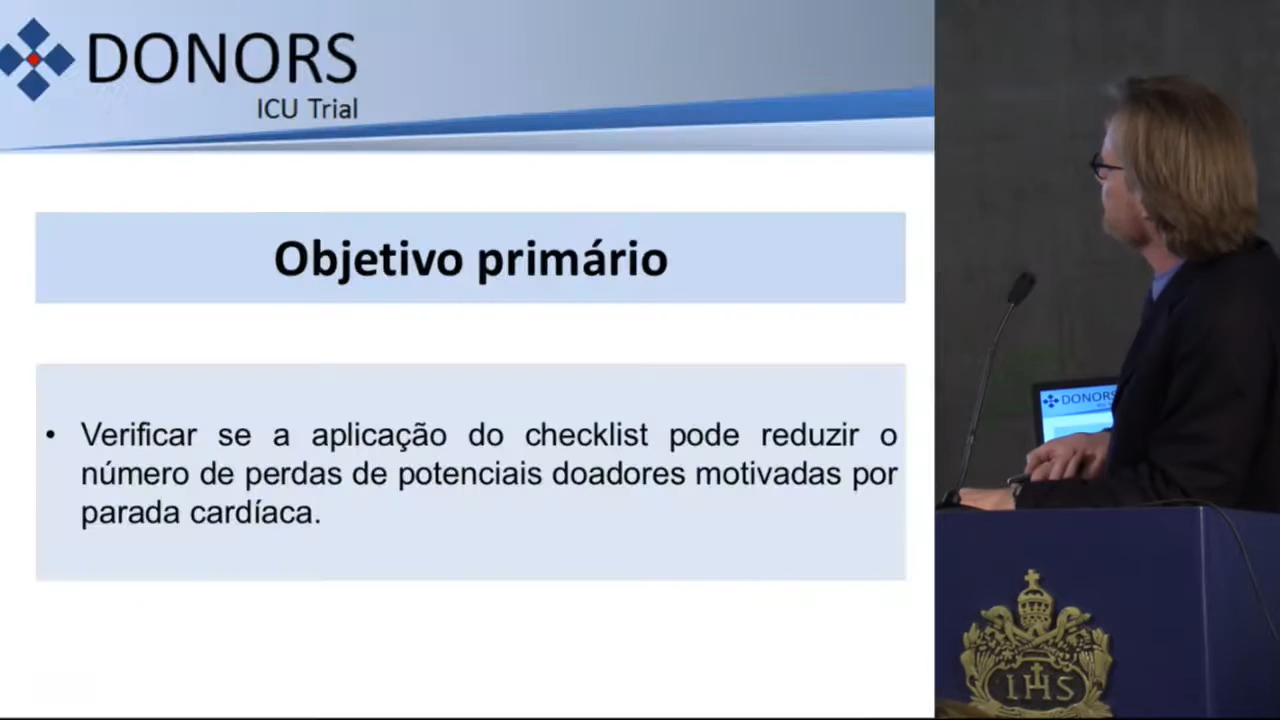 DONORS
ICU Trial
Objetivo primário
• Verificar se a aplicação do checklist pode reduzir o
número de perdas de potenciais doadores motivadas por
parada cardíaca.
DONORS
IHS